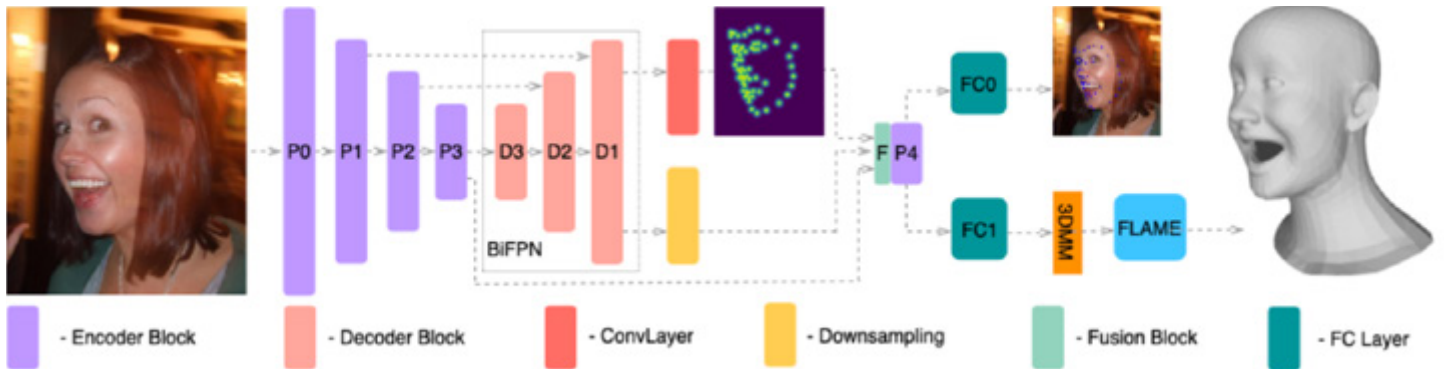 P0
P1
P2
P3
D3
D2
D1
BiFPN
F
P4
FC0
FC1
3DMM
FLAME
- Encoder Block
- Decoder Block
- ConvLayer
- Downsampling
- Fusion Block
- FC Layer